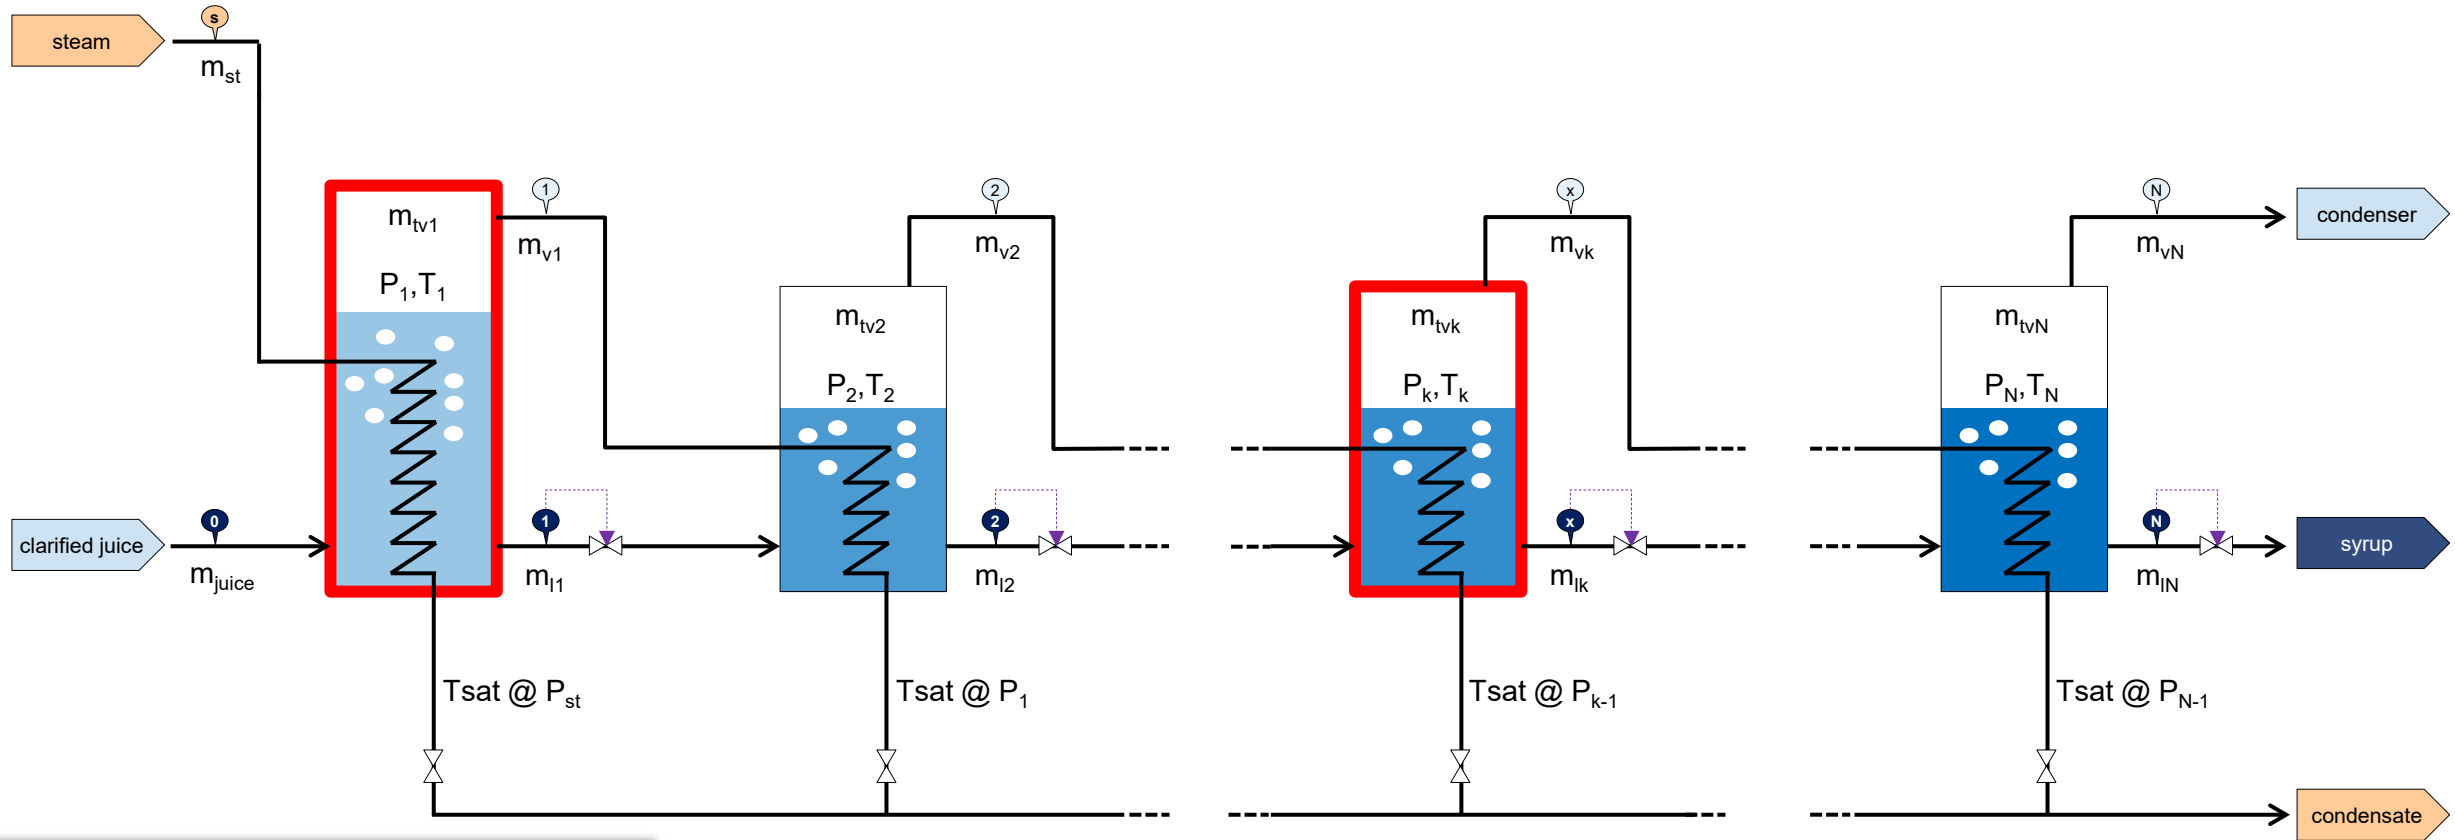 s
steam
m_st
1
2
x
N
m_tv1
m_v1
m_v2
m_vk
m_vN
condenser
P_1,T_1
m_tv2
m_tvk
m_tvN
P_2,T_2
P_k,T_k
P_N,T_N
0
1
2
x
N
clarified juice
syrup
m_juice
m_l1
m_l2
m_lk
m_lN
Tsat @ P_st
Tsat @ P_1
Tsat @ P_k-1
Tsat @ P_N-1
condensate